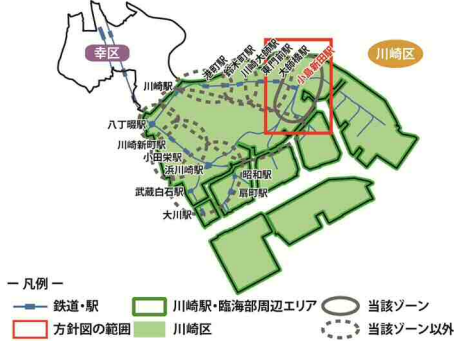 幸区
川崎区
川崎駅
港町駅
鈴木町駅
川崎大師駅
東門前駅
大師橋駅
小島新田駅
八丁畷駅
川崎新町駅
小田栄駅
浜川崎駅
武蔵白石駅
大川駅
昭和駅
扇町駅
ー 凡例 ー
鉄道・駅
川崎駅・臨海部周辺エリア
当該ゾーン
方針図の範囲
川崎区
当該ゾーン以外